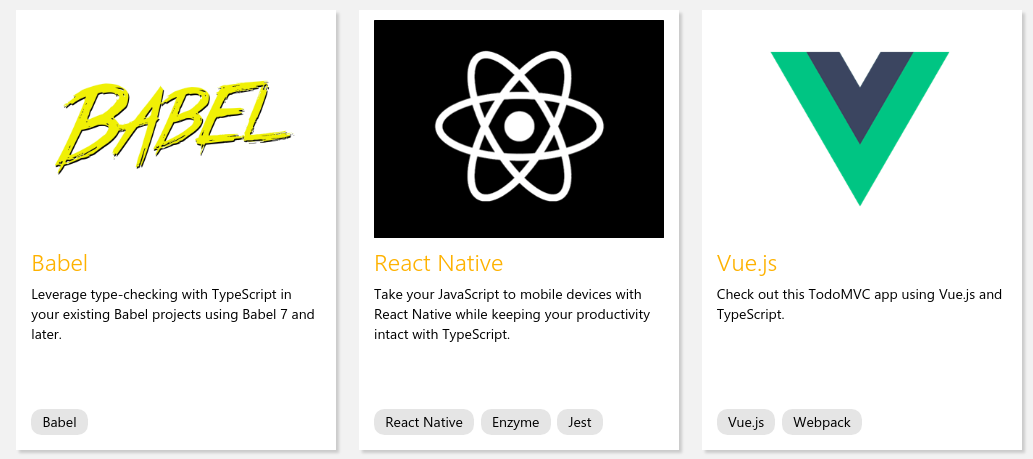 BABEL
Babel
Leverage type-checking with TypeScript in
your existing Babel projects using Babel 7 and
later.
Babel
React Native
Take your JavaScript to mobile devices with
React Native while keeping your productivity
intact with TypeScript.
React Native Enzyme Jest
Vue.js
Check out this TodoMVC app using Vue.js and
TypeScript.
Vue.js Webpack